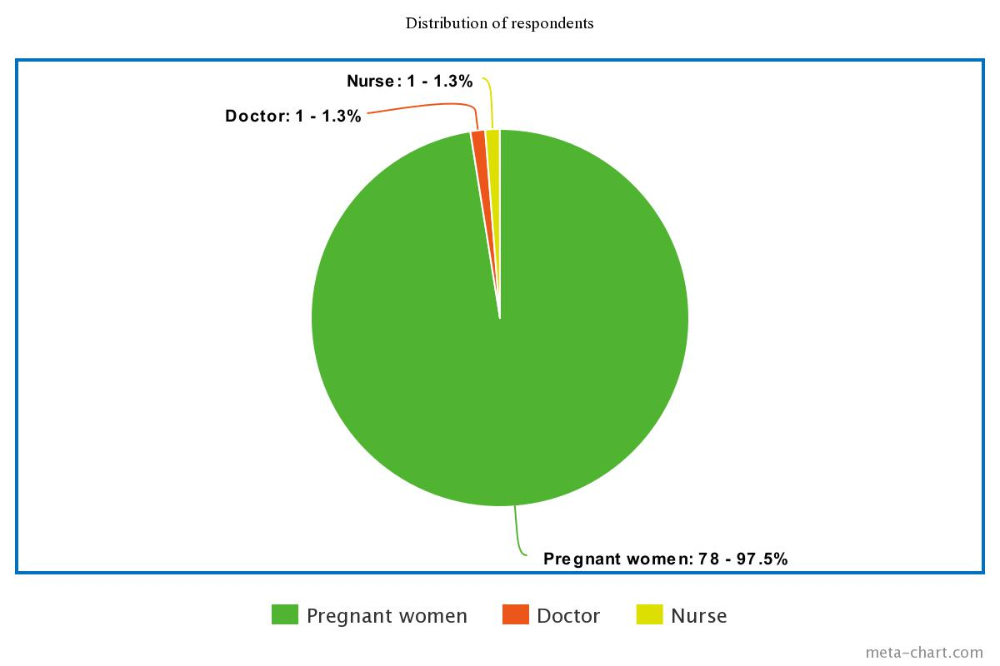 Distribution of respondents
Nurse: 1 - 1.3%
Doctor: 1 - 1.3%
Pregnant women: 78 - 97.5%
Pregnant women Doctor Nurse
meta-chart.com